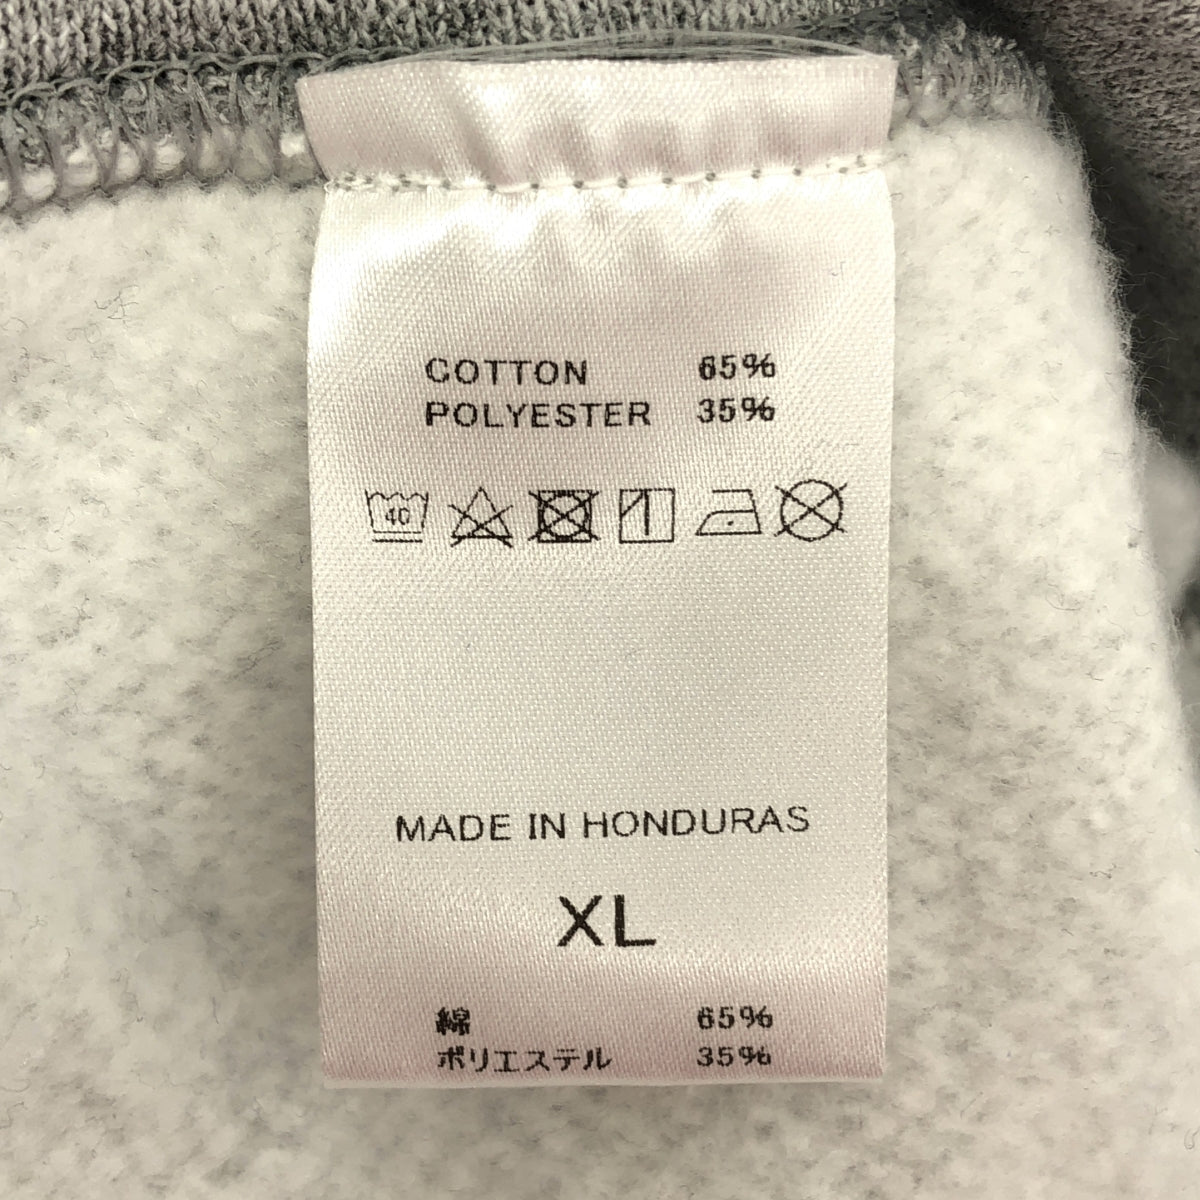 COTTON 65%
POLYESTER 35%
40
MADE IN HONDURAS
XL
綿 65%
ポリエステル 35%